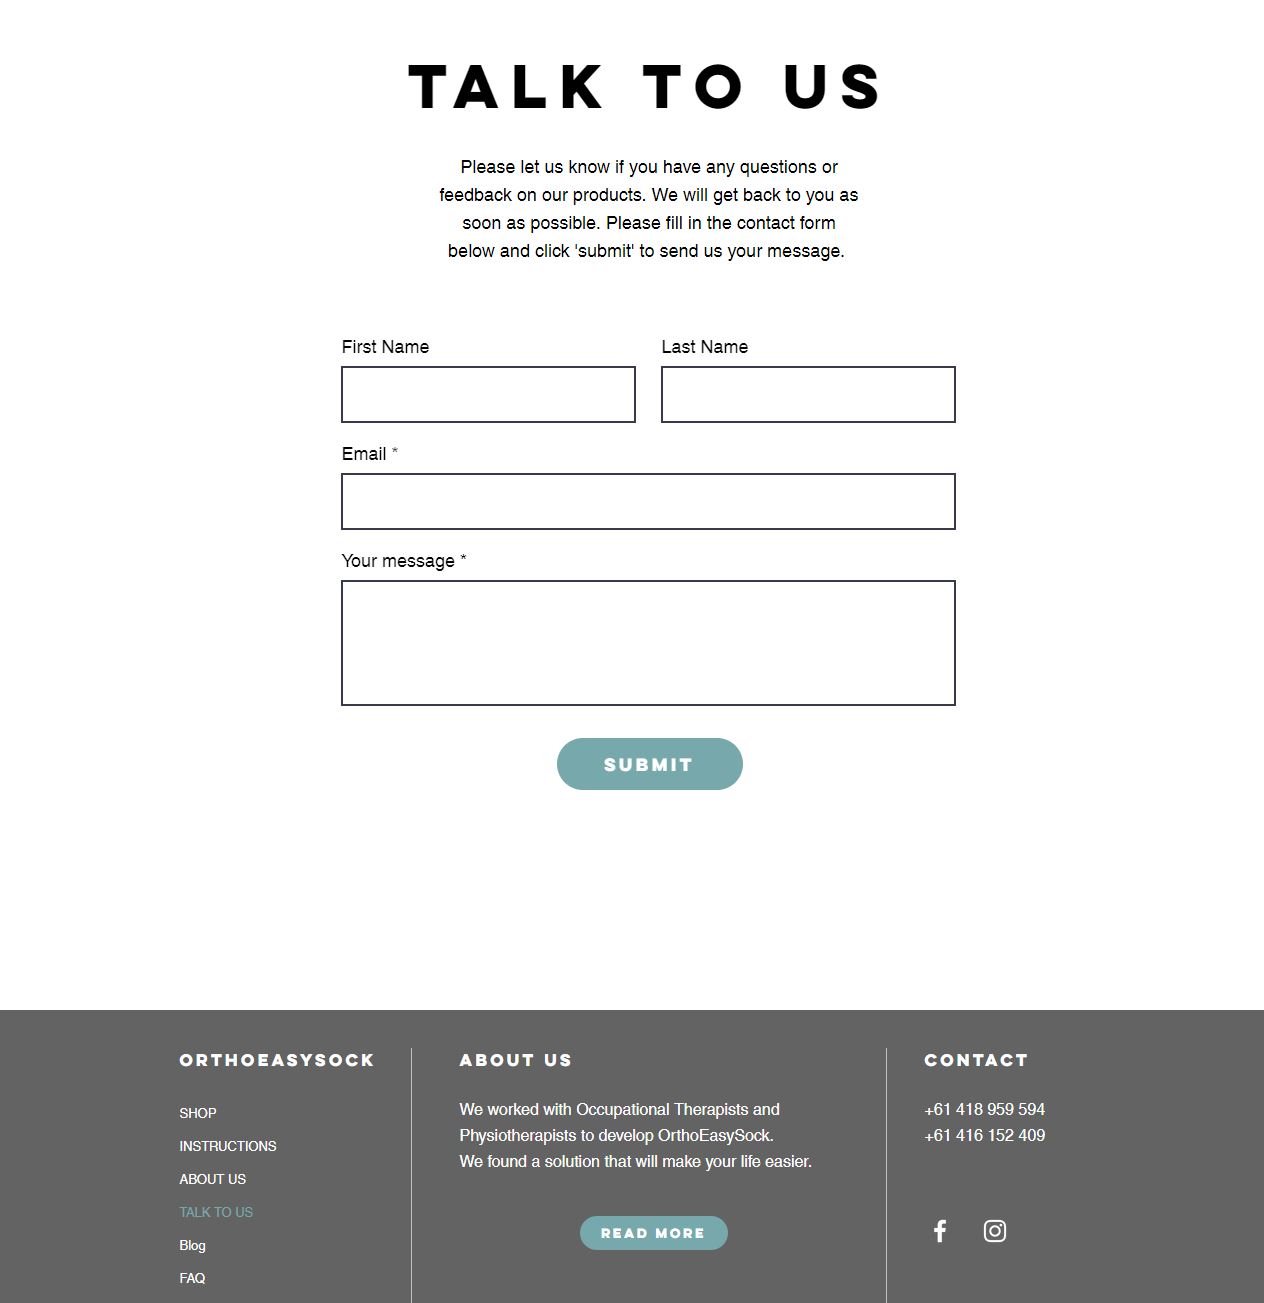 TALK TO US
Please let us know if you have any questions or
feedback on our products. We will get back to you as
soon as possible. Please fill in the contact form
below and click 'submit' to send us your message.
First Name
Last Name
Email *
Your message *
SUBMIT
ORTHOEASYSOCK
SHOP
INSTRUCTIONS
ABOUT US
TALK TO US
Blog
FAQ
ABOUT US
We worked with Occupational Therapists and
Physiotherapists to develop OrthoEasySock.
We found a solution that will make your life easier.
READ MORE
CONTACT
+61 418 959 594
+61 416 152 409